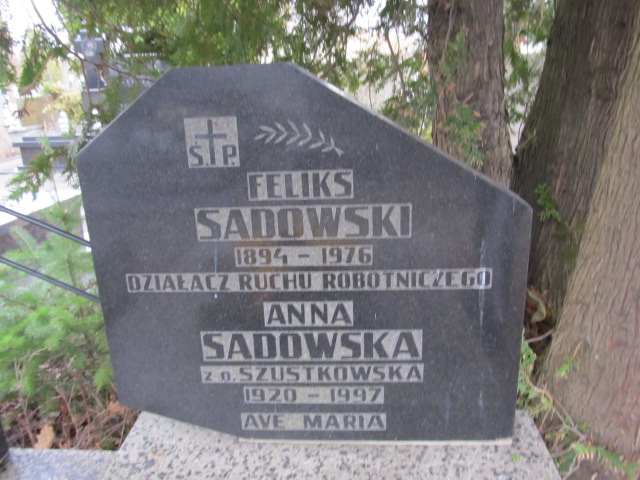 Ś.P.
FELIKS
SADOWSKI
1894 - 1976
DZIAŁACZ RUCHU ROBOTNICZEGO
ANNA
SADOWSKA
z D. SZUSTKOWSKA
1920 - 1997
AVE MARIA